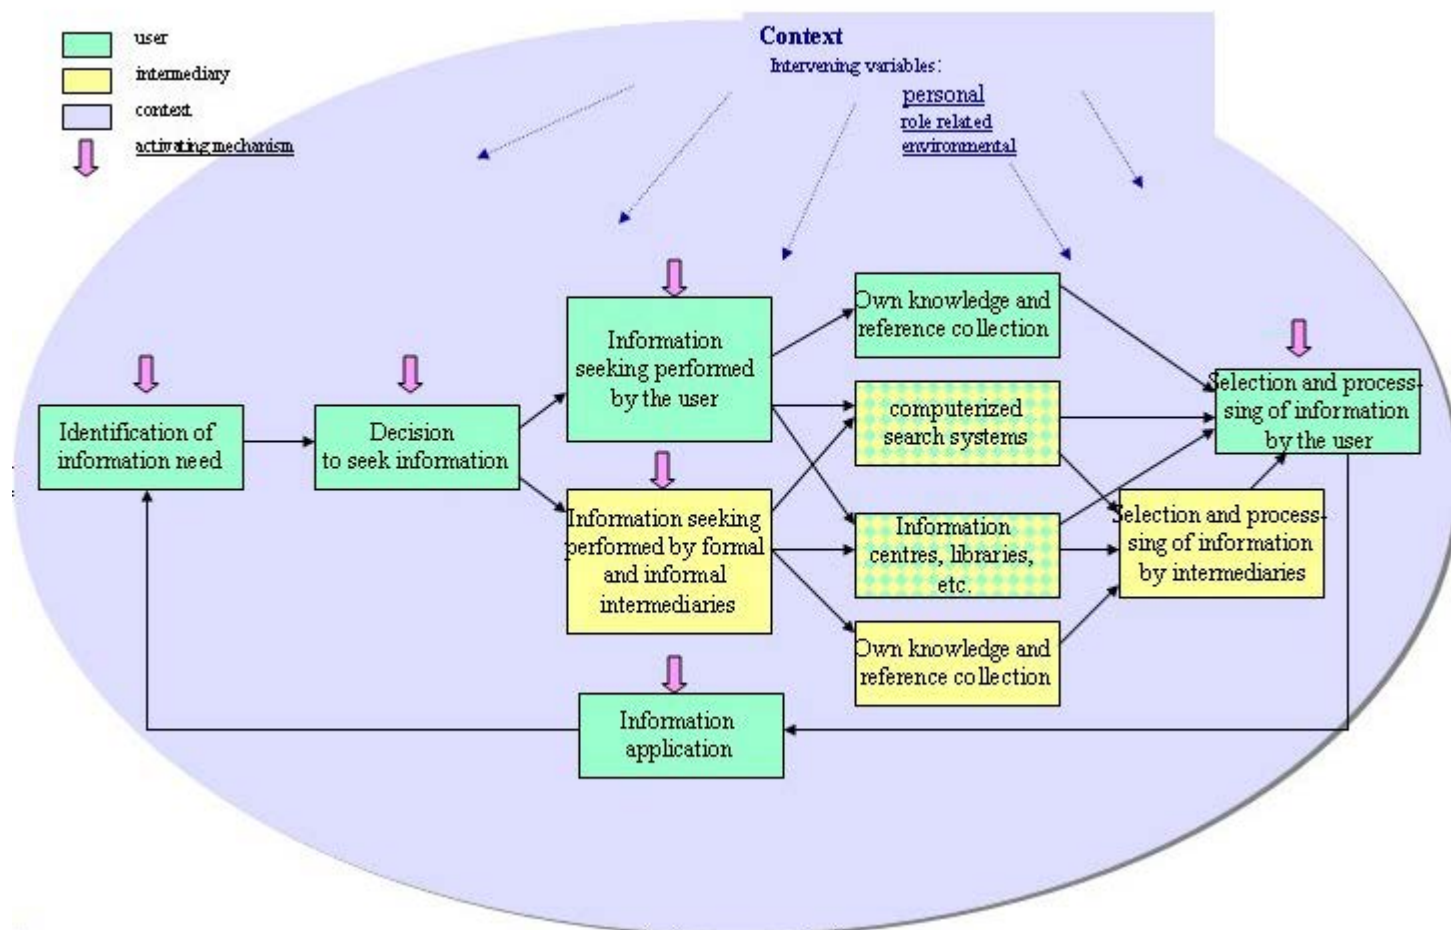 user
intermediary
context
activating mechanism
Context
Intervening variables:
personal
role related
environmental
Identification of
information need
Decision
to seek information
Information
seeking performed
by the user
Information seeking
performed by formal
and informal
intermediaries
Own knowledge and
reference collection
computerized
search systems
Information
centres, libraries,
etc.
Own knowledge and
reference collection
Selection and process-
sing of information
by the user
Selection and process-
sing of information
by intermediaries
Information
application